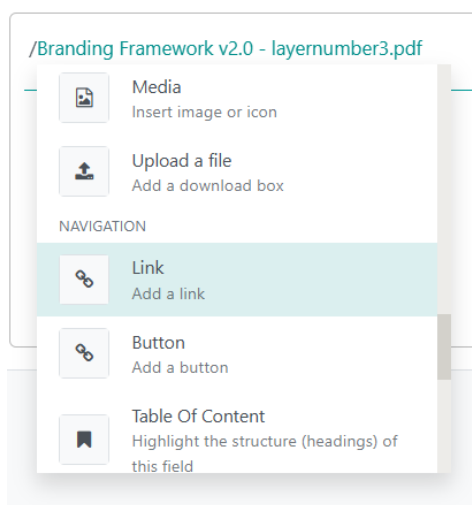 /Branding Framework v2.0 - layernumber3.pdf
Media
Insert image or icon
Upload a file
Add a download box
NAVIGATION
Link
Add a link
Button
Add a button
Table Of Content
Highlight the structure (headings) of
this field